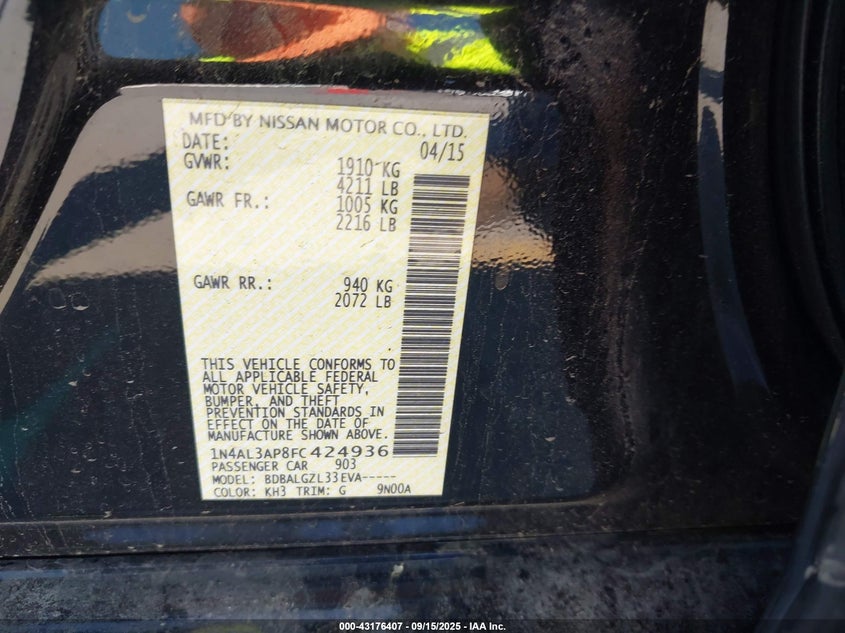 MFD BY NISSAN MOTOR CO., LTD.
DATE: 04/15
GVWR: 1910 KG
4211 LB
GAWR FR.: 1005 KG
2216 LB
GAWR RR.: 940 KG
2072 LB
THIS VEHICLE CONFORMS TO
ALL APPLICABLE FEDERAL
MOTOR VEHICLE SAFETY,
BUMPER, AND THEFT
PREVENTION STANDARDS IN
EFFECT ON THE DATE OF
MANUFACTURE SHOWN ABOVE.
1N4AL3AP8FC424936
PASSENGER CAR 903
MODEL: BDBALGZL33EVA-----
COLOR: KH3 TRIM: G 9N00A
000-43176407 - 09/15/2025 - IAA Inc.